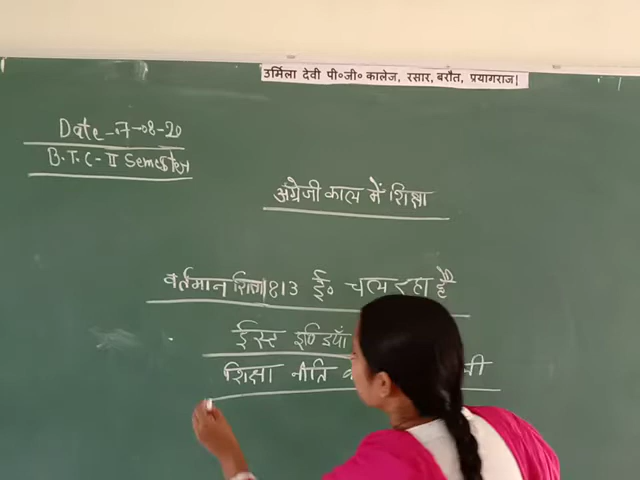 उर्मिला देवी पी०जी० कालेज, रसार, बरौत, प्रयागराज।
Date - 7-08-20
B.T.C - II Semester
अंग्रेजी काल में शिक्षा
वर्तमान शिक्षा 1813 ई० चल रहा है
ईस्ट इण्डियाँ
शिक्षा नीति